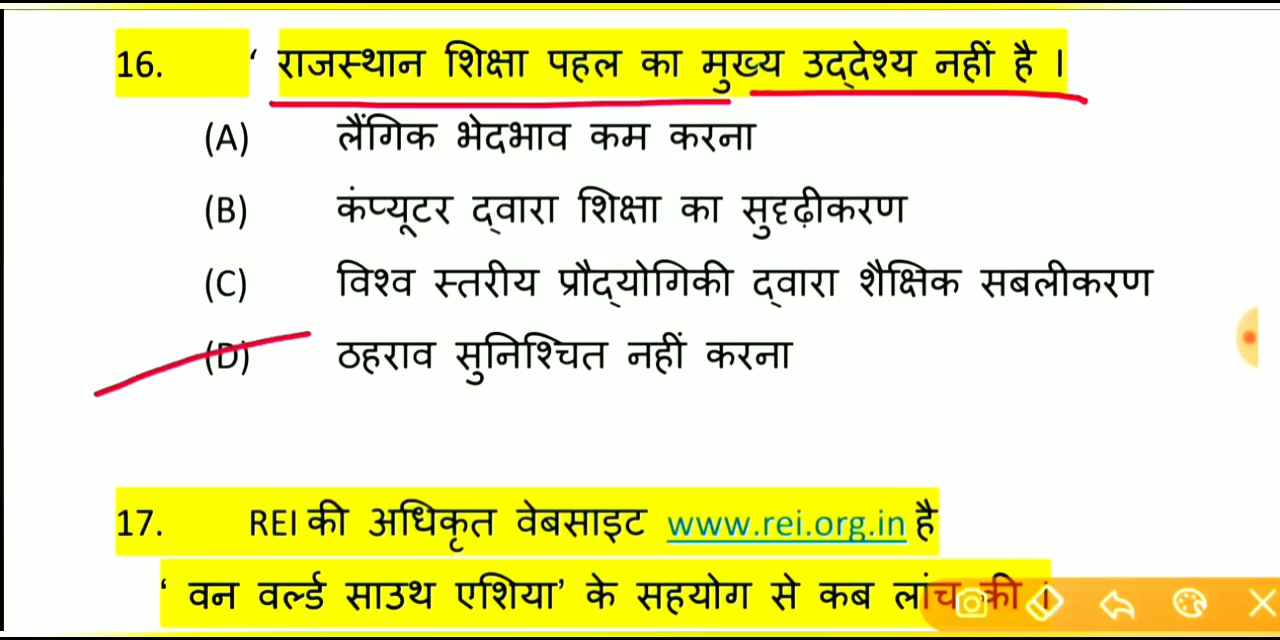 16. ‘ राजस्थान शिक्षा पहल का मुख्य उद्देश्य नहीं है ।
(A) लैंगिक भेदभाव कम करना
(B) कंप्यूटर द्वारा शिक्षा का सुदृढ़ीकरण
(C) विश्व स्तरीय प्रौद्योगिकी द्वारा शैक्षिक सबलीकरण
(D) ठहराव सुनिश्चित नहीं करना
17. REI की अधिकृत वेबसाइट www.rei.org.in है
‘ वन वर्ल्ड साउथ एशिया’ के सहयोग से कब लांच की ।